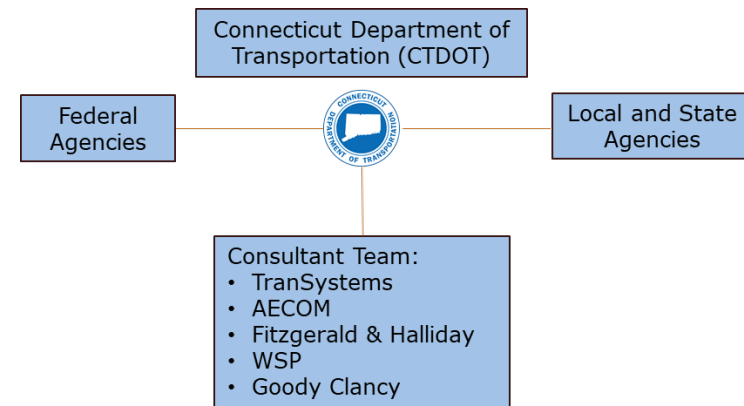 Connecticut Department of
Transportation (CTDOT)
Federal
Agencies
CONNECTICUT
DEPARTMENT OF TRANSPORTATION
Local and State
Agencies
Consultant Team:
• TranSystems
• AECOM
• Fitzgerald & Halliday
• WSP
• Goody Clancy